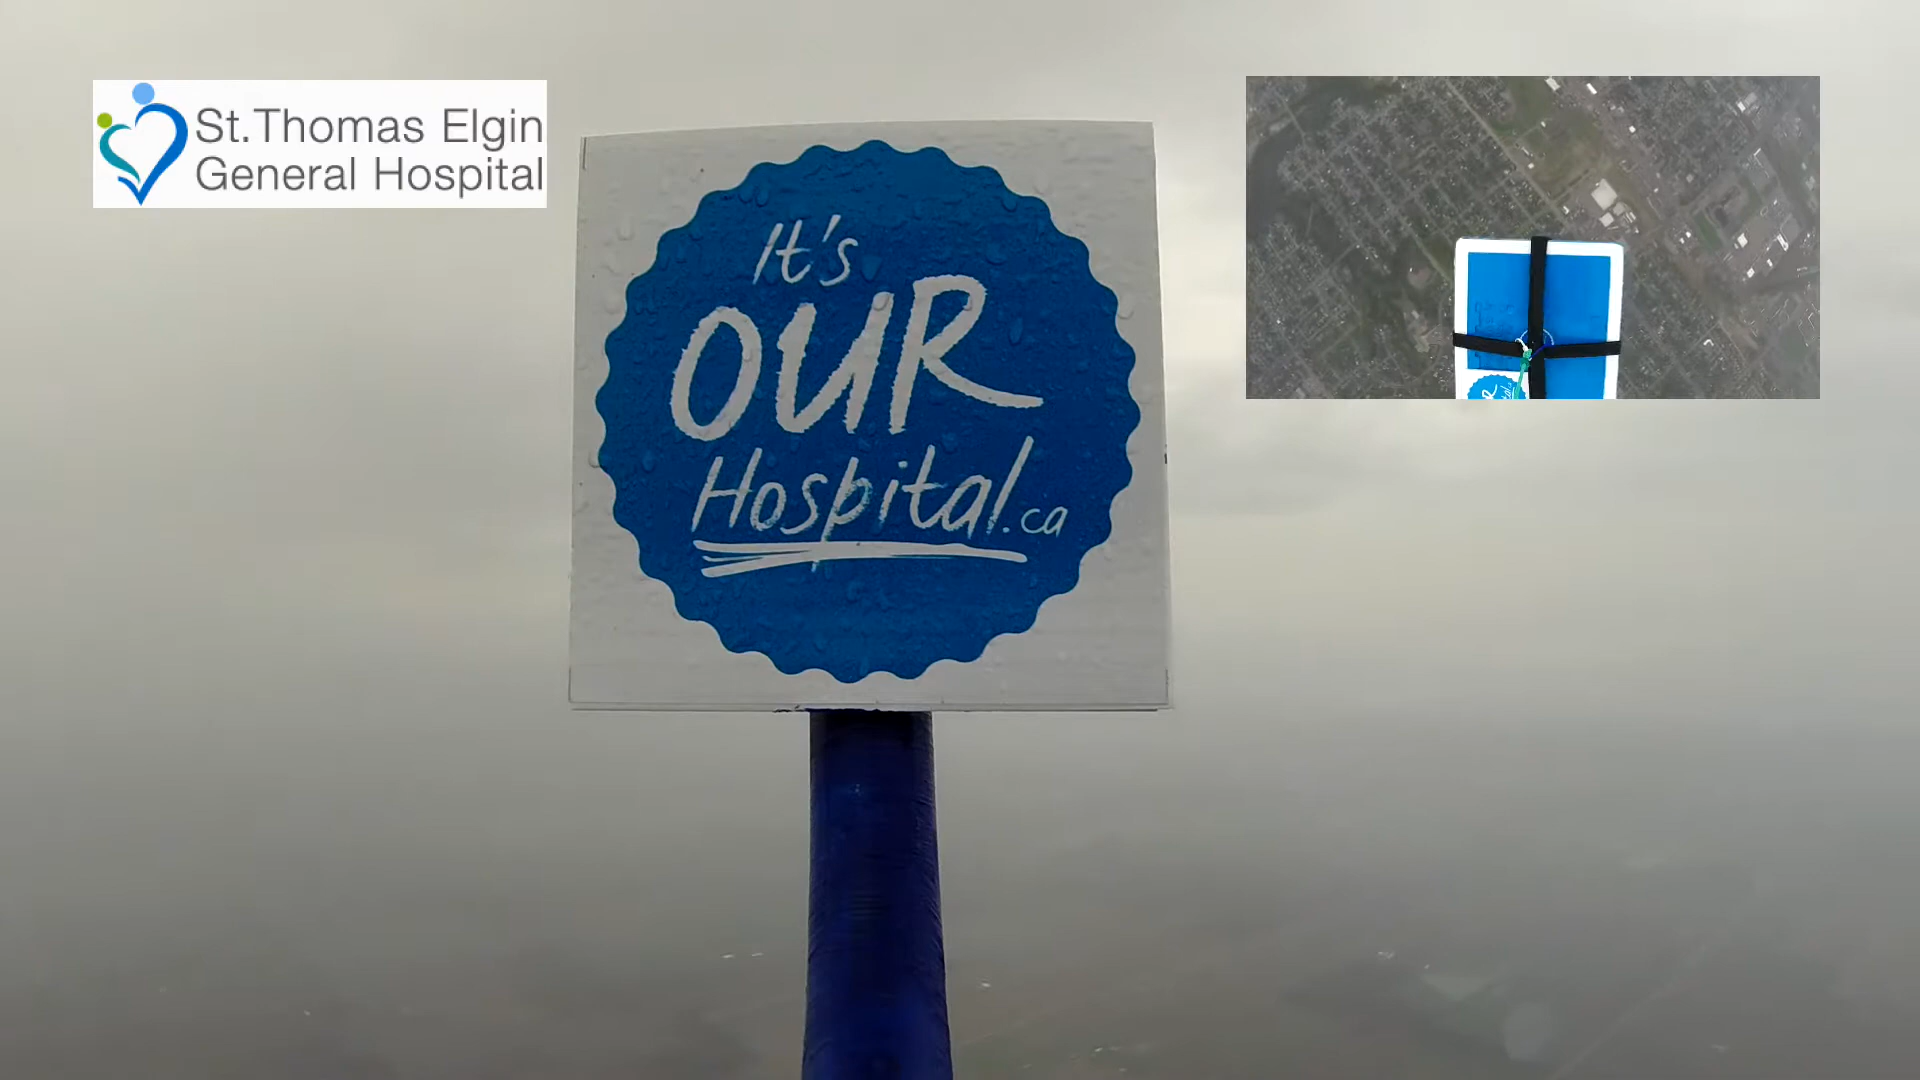 St.Thomas Elgin
General Hospital
It's
OUR
Hospital.ca